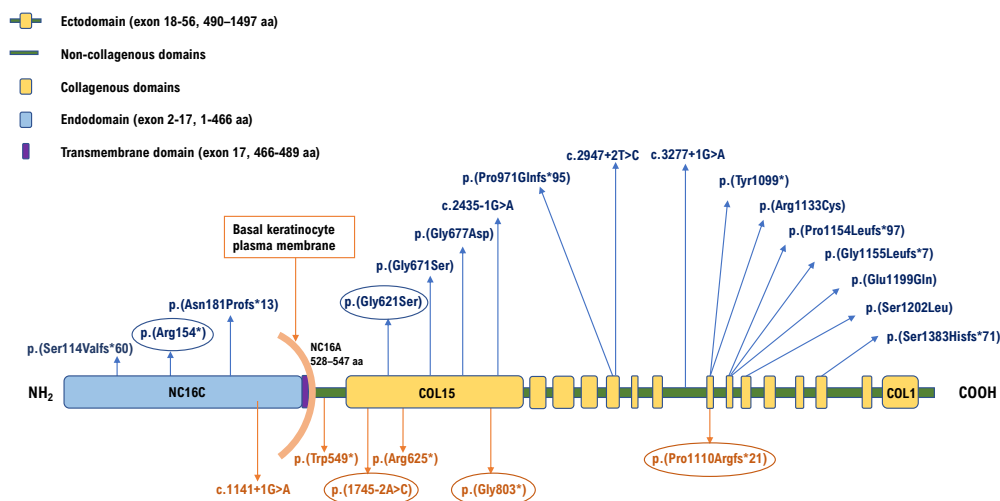 Ectodomain (exon 18-56, 490–1497 aa)
Non-collagenous domains
Collagenous domains
Endodomain (exon 2-17, 1-466 aa)
Transmembrane domain (exon 17, 466-489 aa)
c.2947+2T>C
c.3277+1G>A
p.(Pro971Glnfs*95)
p.(Tyr1099*)
c.2435-1G>A
p.(Arg1133Cys)
Basal keratinocyte
plasma membrane
p.(Gly677Asp)
p.(Pro1154Leufs*97)
p.(Gly1155Leufs*7)
p.(Gly671Ser)
p.(Glu1199Gln)
p.(Asn181Profs*13)
p.(Gly621Ser)
p.(Ser1202Leu)
p.(Arg154*)
p.(Ser1383Hisfs*71)
p.(Ser114Valfs*60)
NC16A
528–547 aa
NH2
NC16C
COL15
COL1
COOH
p.(Trp549*)
p.(Arg625*)
p.(Pro1110Argfs*21)
c.1141+1G>A
p.(1745-2A>C)
p.(Gly803*)